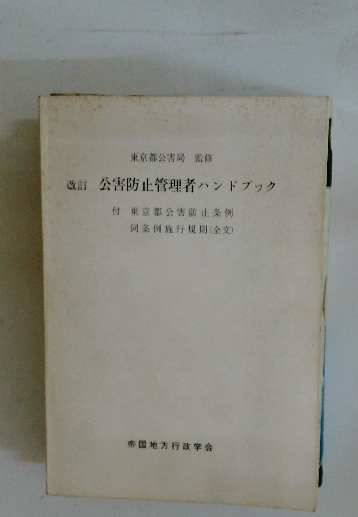 東京都公害局 監修
改訂 公害防止管理者ハンドブック
付 東京都公害防止条例
同条例施行規則(全文)
帝国地方行政学会